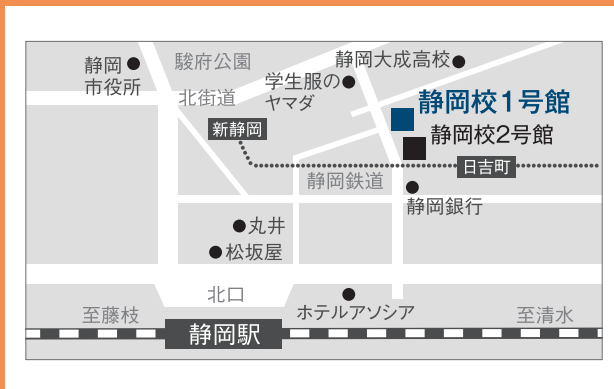 静岡
市役所
駿府公園
静岡大成高校
学生服の
ヤマダ
北街道
静岡校1号館
新静岡
静岡校2号館
日吉町
静岡鉄道
静岡銀行
丸井
松坂屋
北口
至藤枝
ホテルアソシア
至清水
静岡駅